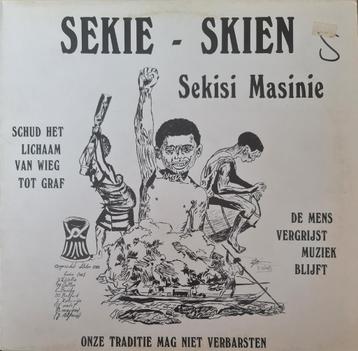 SEKIE - SKIEN
S
Sekisi Masinie
SCHUD HET
LICHAAM
VAN WIEG
TOT GRAF
DE MENS
VERGRIJST
MUZIEK
BLIJFT
ONZE TRADITIE MAG NIET VERBARSTEN